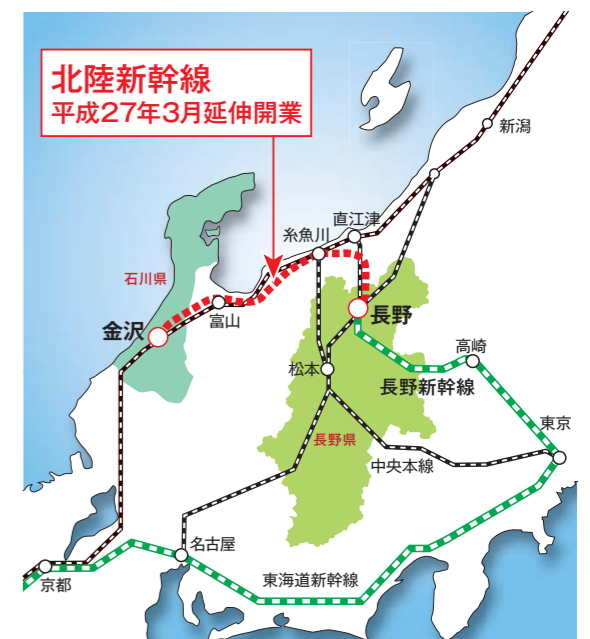 北陸新幹線
平成27年3月延伸開業
新潟
直江津
糸魚川
石川県
富山
金沢
長野
高崎
松本
長野新幹線
東京
長野県
中央本線
名古屋
京都
東海道新幹線